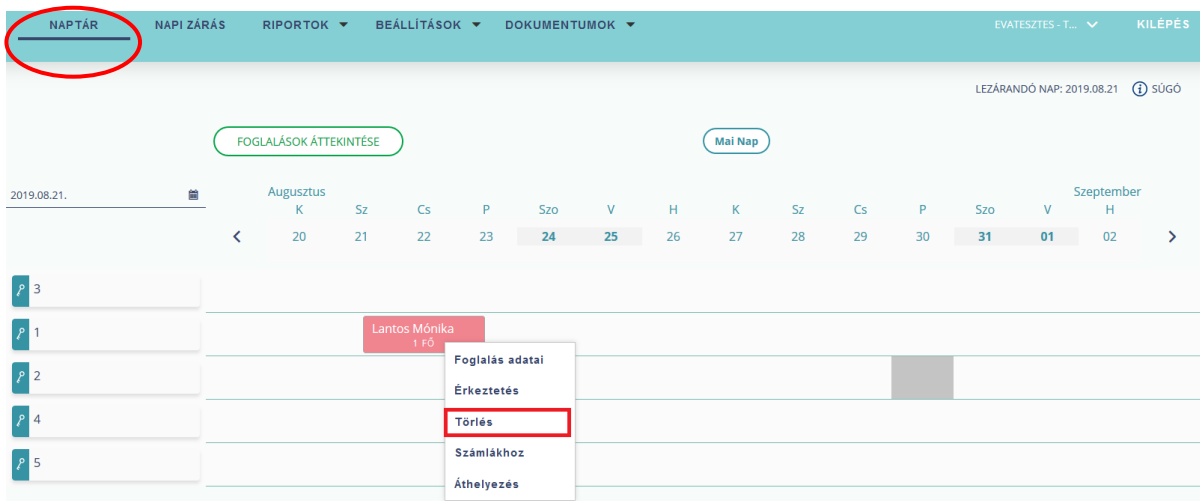 NAPTÁR NAPI ZÁRÁS RIPORTOK BEÁLLÍTÁSOK DOKUMENTUMOK EVATESZTES - T... KILÉPÉS
LEZÁRANDÓ NAP: 2019.08.21 i SÚGÓ
FOGLALÁSOK ÁTTEKINTÉSE Mai Nap
2019.08.21. Augusztus Szeptember
K Sz Cs P Szo V H K Sz Cs P Szo V H
20 21 22 23 24 25 26 27 28 29 30 31 01 02
3
1 Lantos Mónika
1 FŐ
Foglalás adatai
2
Érkeztetés
4 Törlés
Számlákhoz
5
Áthelyezés